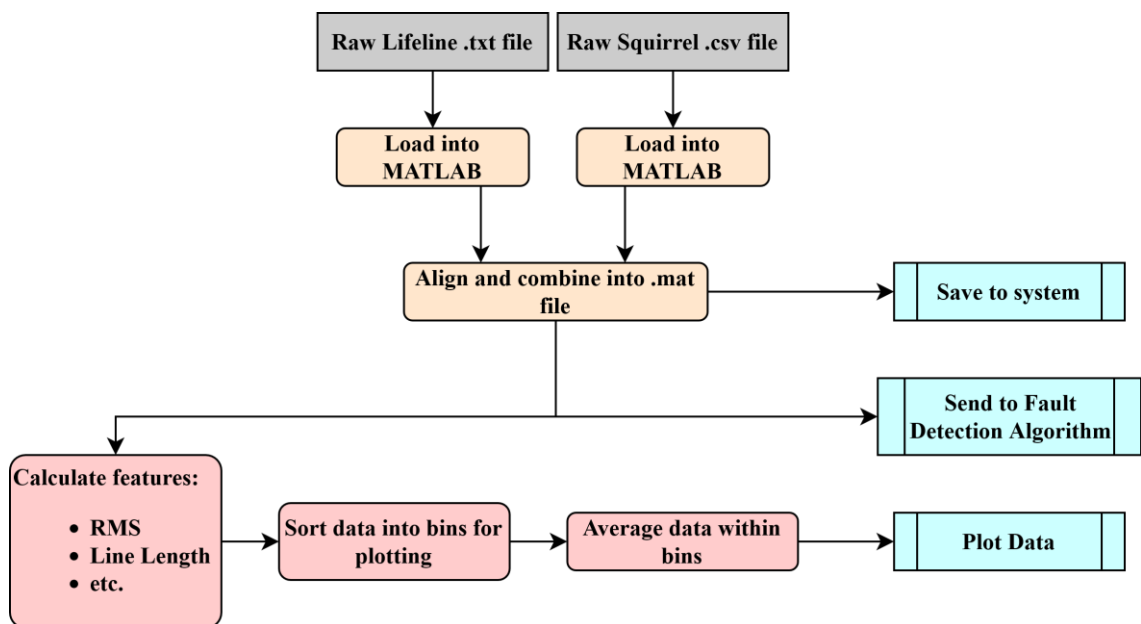 Raw Lifeline .txt file
Raw Squirrel .csv file
Load into
MATLAB
Load into
MATLAB
Align and combine into .mat
file
Save to system
Send to Fault
Detection Algorithm
Calculate features:
• RMS
• Line Length
• etc.
Sort data into bins for
plotting
Average data within
bins
Plot Data